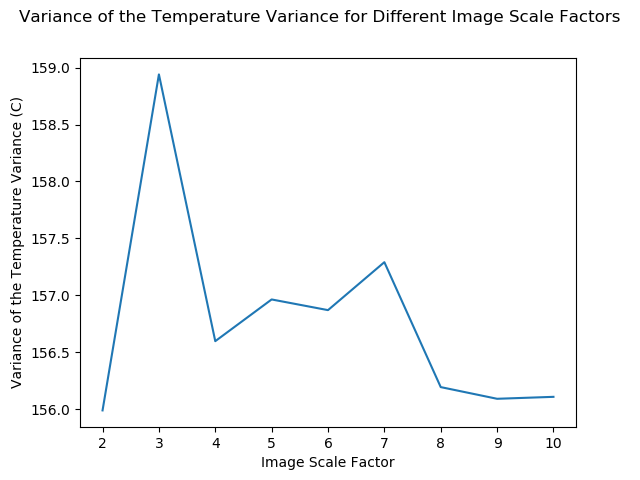 Variance of the Temperature Variance for Different Image Scale Factors
Variance of the Temperature Variance (C)
159.0
158.5
158.0
157.5
157.0
156.5
156.0
2 3 4 5 6 7 8 9 10
Image Scale Factor